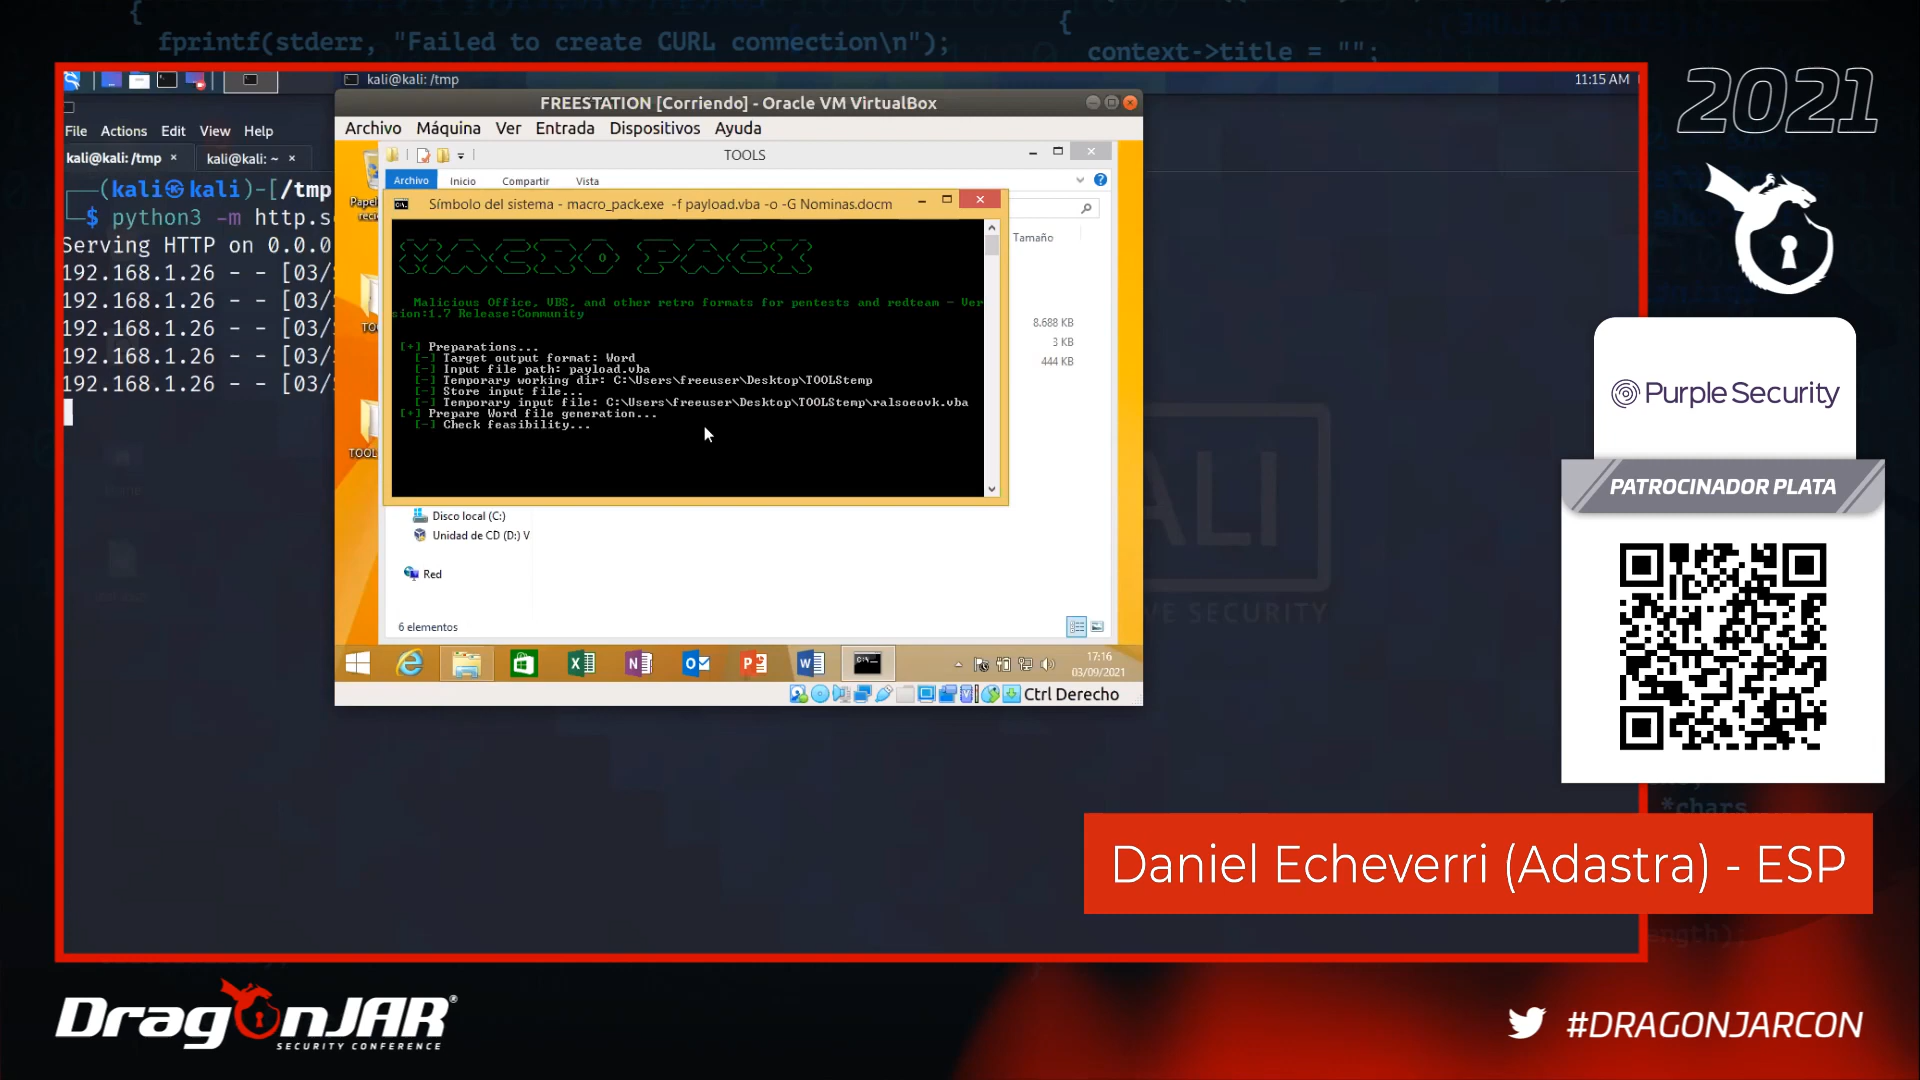 fprintf(stderr, "Failed to create CURL connection\n");
context->title = "";
2021
kali@kali: /tmp
11:15 AM
FREESTATION [Corriendo] - Oracle VM VirtualBox
Archivo Máquina Ver Entrada Dispositivos Ayuda
File Actions Edit View Help
kali@kali: /tmp × kali@kali: ~ ×
(kali㉿kali)-[/tmp
$ python3 -m http.s
Serving HTTP on 0.0.0
192.168.1.26 - - [03/
192.168.1.26 - - [03/
192.168.1.26 - - [03/
192.168.1.26 - - [03/
192.168.1.26 - - [03/
TOOLS
Archivo Inicio Compartir Vista
Símbolo del sistema - macro_pack.exe -f payload.vba -o -G Nominas.docm
Tamaño
MACRO PACK
Malicious Office, VBS, and other retro formats for pentests and redteam - Ver
sion:1.7 Release:Community
8.688 KB
3 KB
444 KB
[+] Preparations...
[-] Target output format: Word
[-] Input file path: payload.vba
[-] Temporary working dir: C:\Users\freeuser\Desktop\TOOLStemp
[-] Store input file...
[-] Temporary input file: C:\Users\freeuser\Desktop\TOOLStemp\ralsoeovk.vba
[+] Prepare Word file generation...
[-] Check feasibility...
Disco local (C:)
Unidad de CD (D:) V
Red
6 elementos
17:16
03/09/2021
Ctrl Derecho
ALI
VE SECURITY
Purple Security
PATROCINADOR PLATA
*chars
ength);
Daniel Echeverri (Adastra) - ESP
DragonJAR®
SECURITY CONFERENCE
#DRAGONJARCON